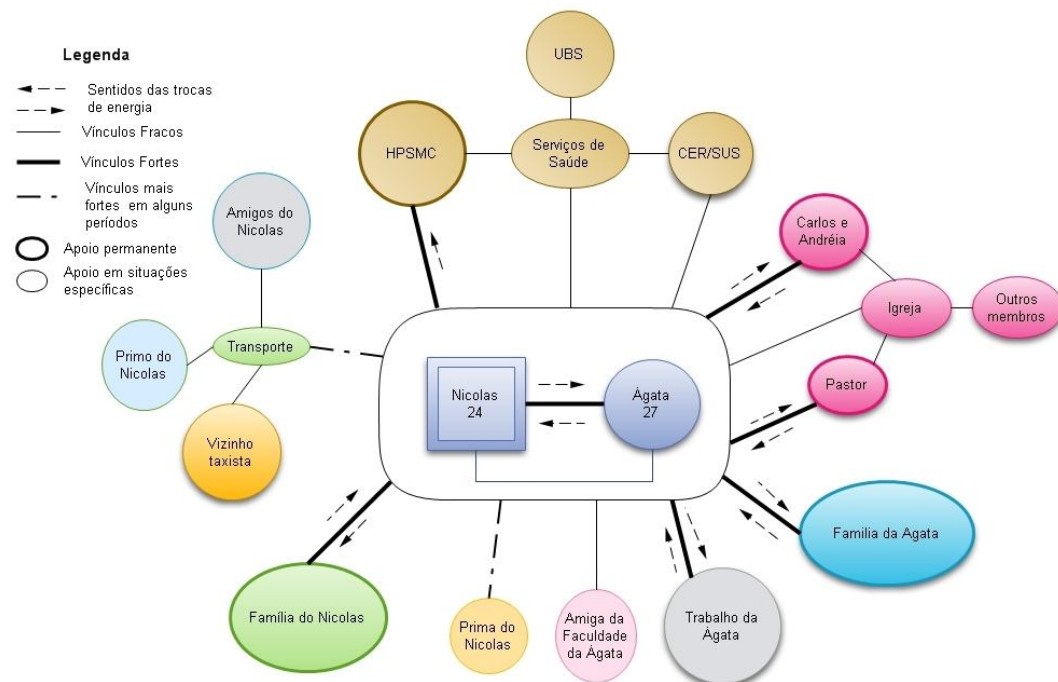 Legenda
Sentidos das trocas
de energia
Vínculos Fracos
Vínculos Fortes
Vínculos mais
fortes em alguns
períodos
Apoio permanente
Apoio em situações
específicas
UBS
HPSMC
Serviços de
Saúde
CER/SUS
Amigos do
Nicolas
Transporte
Primo do
Nicolas
Vizinho
taxista
Carlos e
Andréia
Igreja
Outros
membros
Pastor
Nicolas
24
Ágata
27
Família da Agata
Família do Nicolas
Prima do
Nicolas
Amiga da
Faculdade
da Ágata
Trabalho da
Ágata